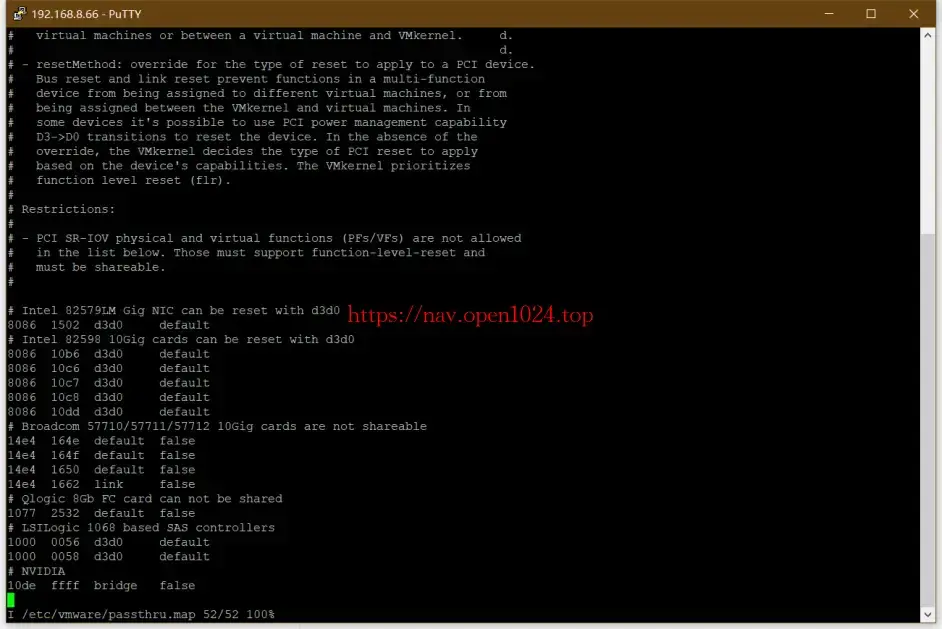 192.168.8.66 - PuTTY
#   virtual machines or between a virtual machine and VMkernel.     d.
#                                                                   d.
# - resetMethod: override for the type of reset to apply to a PCI device.
#   Bus reset and link reset prevent functions in a multi-function
#   device from being assigned to different virtual machines, or from
#   being assigned between the VMkernel and virtual machines. In
#   some devices it's possible to use PCI power management capability
#   D3->D0 transitions to reset the device. In the absence of the
#   override, the VMkernel decides the type of PCI reset to apply
#   based on the device's capabilities. The VMkernel prioritizes
#   function level reset (flr).
#
# Restrictions:
#
# - PCI SR-IOV physical and virtual functions (PFs/VFs) are not allowed
#   in the list below. Those must support function-level-reset and
#   must be shareable.
#
# Intel 82579LM Gig NIC can be reset with d3d0
https://nav.open1024.top
8086  1502  d3d0     default
# Intel 82598 10Gig cards can be reset with d3d0
8086  10b6  d3d0     default
8086  10c6  d3d0     default
8086  10c7  d3d0     default
8086  10c8  d3d0     default
8086  10dd  d3d0     default
# Broadcom 57710/57711/57712 10Gig cards are not shareable
14e4  164e  default  false
14e4  164f  default  false
14e4  1650  default  false
14e4  1662  link     false
# Qlogic 8Gb FC card can not be shared
1077  2532  default  false
# LSILogic 1068 based SAS controllers
1000  0056  d3d0     default
1000  0058  d3d0     default
# NVIDIA
10de  ffff  bridge   false
I /etc/vmware/passthru.map 52/52 100%